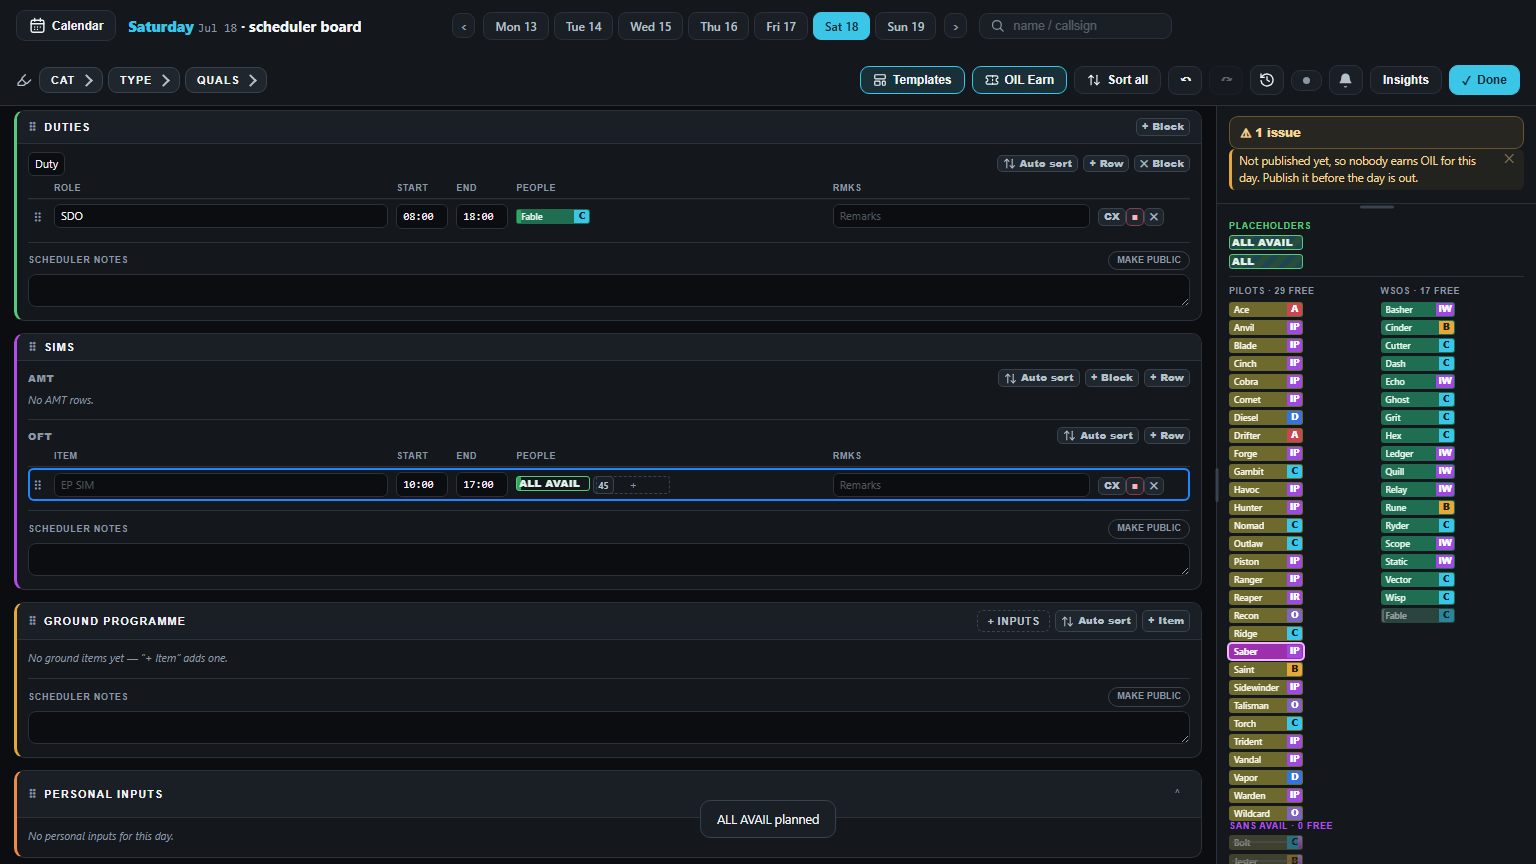 Calendar
Saturday Jul 18 · scheduler board
‹
Mon 13
Tue 14
Wed 15
Thu 16
Fri 17
Sat 18
Sun 19
›
name / callsign
CAT
TYPE
QUALS
Templates
OIL Earn
Sort all
Insights
✓ Done
DUTIES
+ Block
Duty
Auto sort
+ Row
✕ Block
ROLE START END PEOPLE RMKS
SDO 08:00 18:00 Fable C Remarks CX ✕
SCHEDULER NOTES
MAKE PUBLIC
SIMS
AMT
Auto sort
+ Block
+ Row
No AMT rows.
OFT
Auto sort
+ Row
ITEM START END PEOPLE RMKS
EP SIM 10:00 17:00 ALL AVAIL 45 + Remarks CX ✕
SCHEDULER NOTES
MAKE PUBLIC
GROUND PROGRAMME
+ INPUTS
Auto sort
+ Item
No ground items yet — "+ Item" adds one.
SCHEDULER NOTES
MAKE PUBLIC
PERSONAL INPUTS
No personal inputs for this day.
ALL AVAIL planned
⚠ 1 issue
Not published yet, so nobody earns OIL for this
day. Publish it before the day is out.
PLACEHOLDERS
ALL AVAIL
ALL
PILOTS · 29 FREE
Ace A
Anvil IP
Blade IP
Cinch IP
Cobra IP
Comet IP
Diesel D
Drifter A
Forge IP
Gambit C
Havoc IP
Hunter IP
Nomad C
Outlaw C
Piston IP
Ranger IP
Reaper IR
Recon O
Ridge C
Saber IP
Saint B
Sidewinder IP
Talisman O
Torch C
Trident IP
Vandal IP
Vapor D
Warden IP
Wildcard O
WSOS · 17 FREE
Basher IW
Cinder B
Cutter C
Dash C
Echo IW
Ghost C
Grit C
Hex C
Ledger IW
Quill IW
Relay IW
Rune B
Ryder C
Scope IW
Static IW
Vector C
Wisp C
Fable C
SANS AVAIL · 0 FREE
Bolt C
Jester B